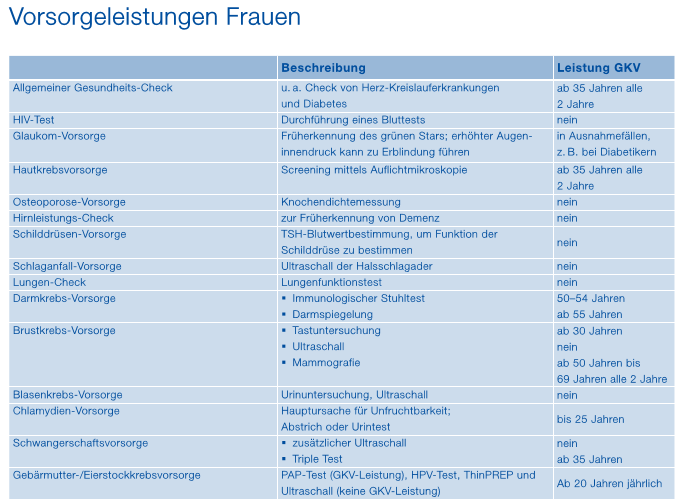 Vorsorgeleistungen Frauen
Beschreibung Leistung GKV
Allgemeiner Gesundheits-Check u. a. Check von Herz-Kreislauferkrankungen ab 35 Jahren alle
und Diabetes 2 Jahre
HIV-Test Durchführung eines Bluttests nein
Glaukom-Vorsorge Früherkennung des grünen Stars; erhöhter Augen- in Ausnahmefällen,
innendruck kann zu Erblindung führen z. B. bei Diabetikern
Hautkrebsvorsorge Screening mittels Auflichtmikroskopie ab 35 Jahren alle
2 Jahre
Osteoporose-Vorsorge Knochendichtemessung nein
Hirnleistungs-Check zur Früherkennung von Demenz nein
Schilddrüsen-Vorsorge TSH-Blutwertbestimmung, um Funktion der
Schilddrüse zu bestimmen nein
Schlaganfall-Vorsorge Ultraschall der Halsschlagader nein
Lungen-Check Lungenfunktionstest nein
Darmkrebs-Vorsorge ▪ Immunologischer Stuhltest 50–54 Jahren
▪ Darmspiegelung ab 55 Jahren
Brustkrebs-Vorsorge ▪ Tastuntersuchung ab 30 Jahren
▪ Ultraschall nein
▪ Mammografie ab 50 Jahren bis
69 Jahren alle 2 Jahre
Blasenkrebs-Vorsorge Urinuntersuchung, Ultraschall nein
Chlamydien-Vorsorge Hauptursache für Unfruchtbarkeit;
Abstrich oder Urintest bis 25 Jahren
Schwangerschaftsvorsorge ▪ zusätzlicher Ultraschall nein
▪ Triple Test ab 35 Jahren
Gebärmutter-/Eierstockkrebsvorsorge PAP-Test (GKV-Leistung), HPV-Test, ThinPREP und
Ultraschall (keine GKV-Leistung) Ab 20 Jahren jährlich